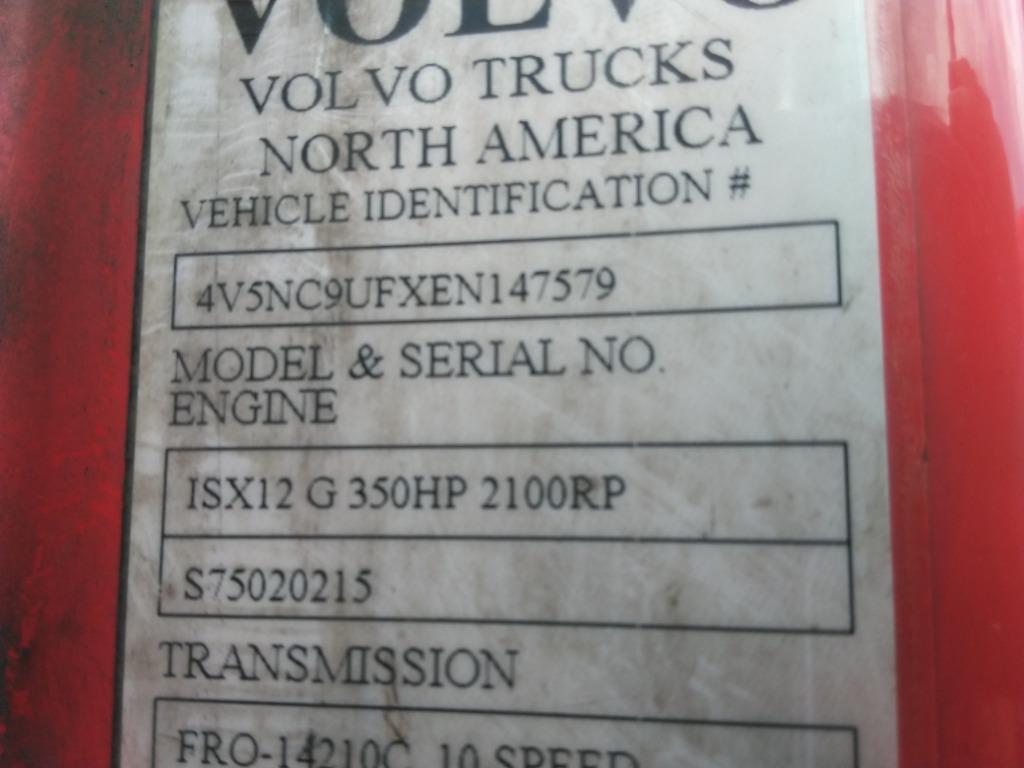 VOLVO
VOLVO TRUCKS
NORTH AMERICA
VEHICLE IDENTIFICATION #
4V5NC9UFXEN147579
MODEL & SERIAL NO.
ENGINE
ISX12 G 350HP 2100RP
S75020215
TRANSMISSION
FRO-14210C 10 SPEED